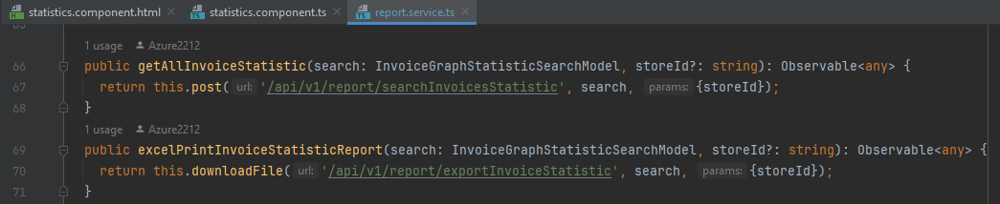 statistics.component.html statistics.component.ts report.service.ts
1 usage Azure2212
66 public getAllInvoiceStatistic(search: InvoiceGraphStatisticSearchModel, storeId?: string): Observable<any> {
67 return this.post( url: '/api/v1/report/searchInvoicesStatistic', search, params: {storeId});
68 }
1 usage Azure2212
69 public excelPrintInvoiceStatisticReport(search: InvoiceGraphStatisticSearchModel, storeId?: string): Observable<any> {
70 return this.downloadFile( url: '/api/v1/report/exportInvoiceStatistic', search, params: {storeId});
71 }